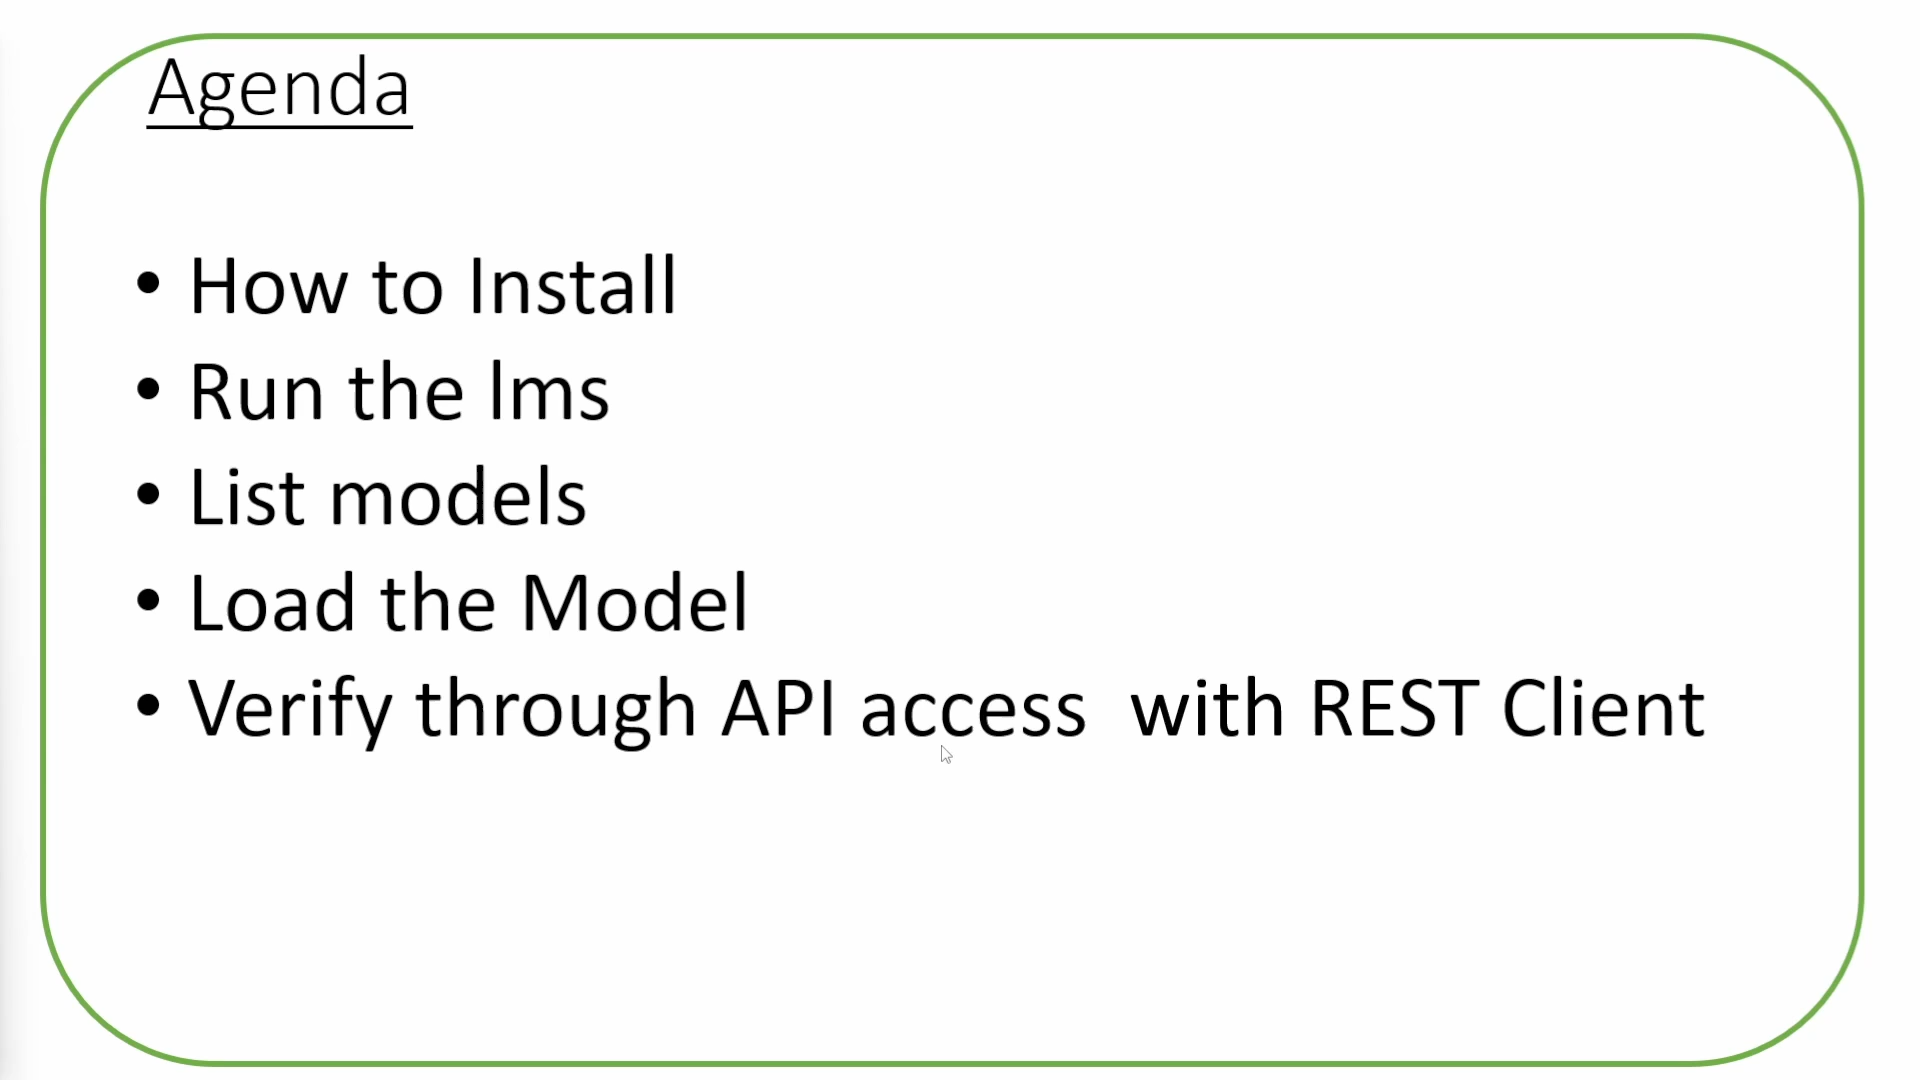 Agenda
• How to Install
• Run the lms
• List models
• Load the Model
• Verify through API access  with REST Client